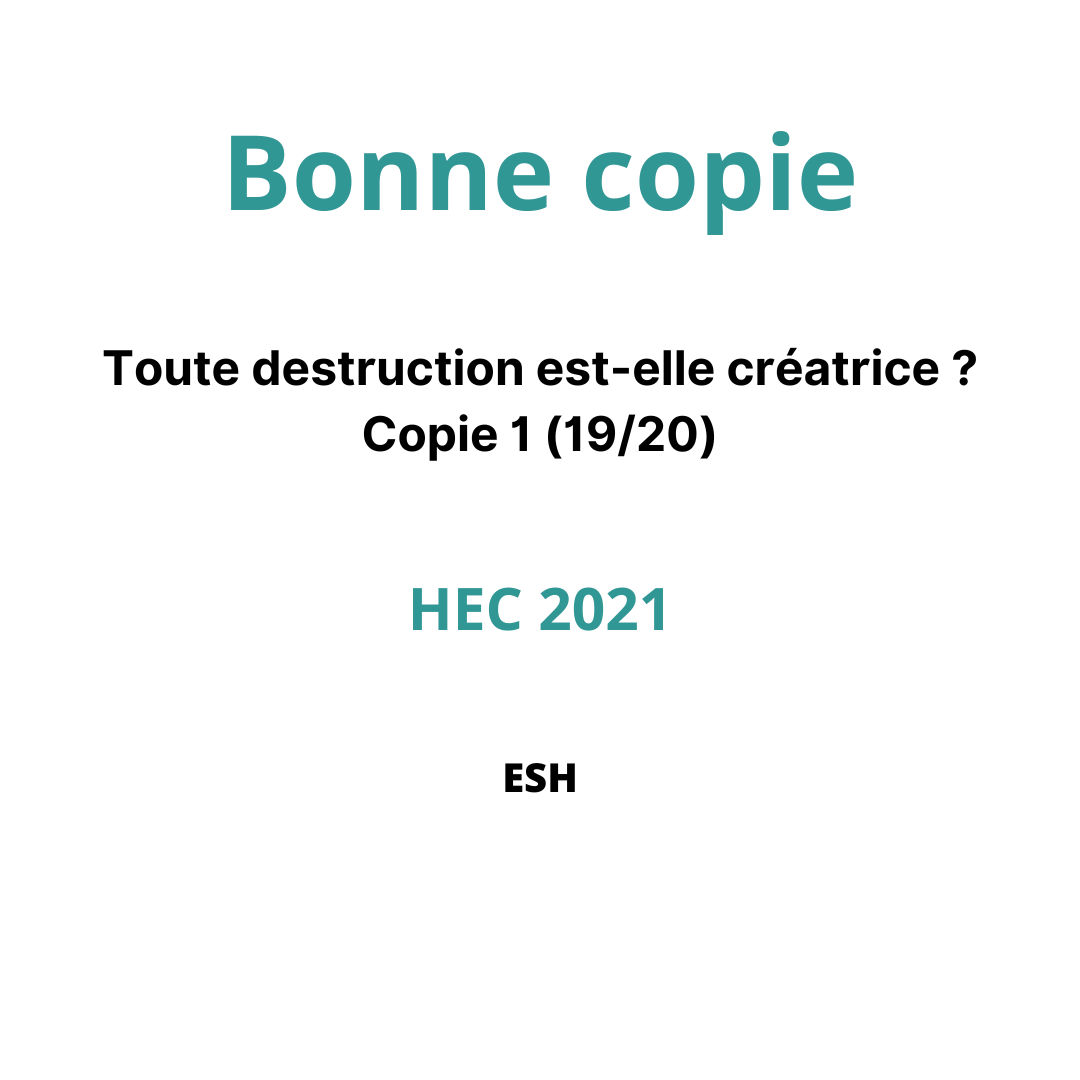 Bonne copie
Toute destruction est-elle créatrice ?
Copie 1 (19/20)
HEC 2021
ESH